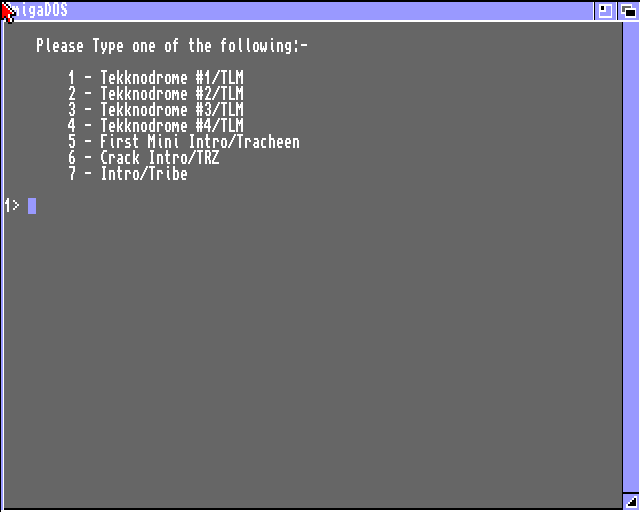 migaDOS
Please Type one of the following:-
1 - Tekknodrome #1/TLM
2 - Tekknodrome #2/TLM
3 - Tekknodrome #3/TLM
4 - Tekknodrome #4/TLM
5 - First Mini Intro/Tracheen
6 - Crack Intro/TRZ
7 - Intro/Tribe
1>